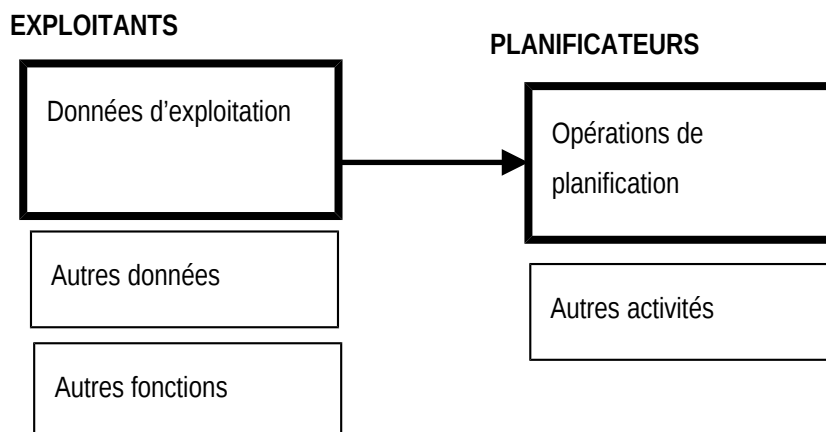 EXPLOITANTS
Données d'exploitation
Autres données
Autres fonctions
PLANIFICATEURS
Opérations de
planification
Autres activités